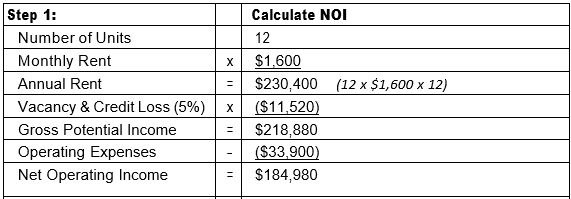 Step 1: Calculate NOI
Number of Units 12
Monthly Rent x $1,600
Annual Rent = $230,400 (12 x $1,600 x 12)
Vacancy & Credit Loss (5%) x ($11,520)
Gross Potential Income = $218,880
Operating Expenses - ($33,900)
Net Operating Income = $184,980